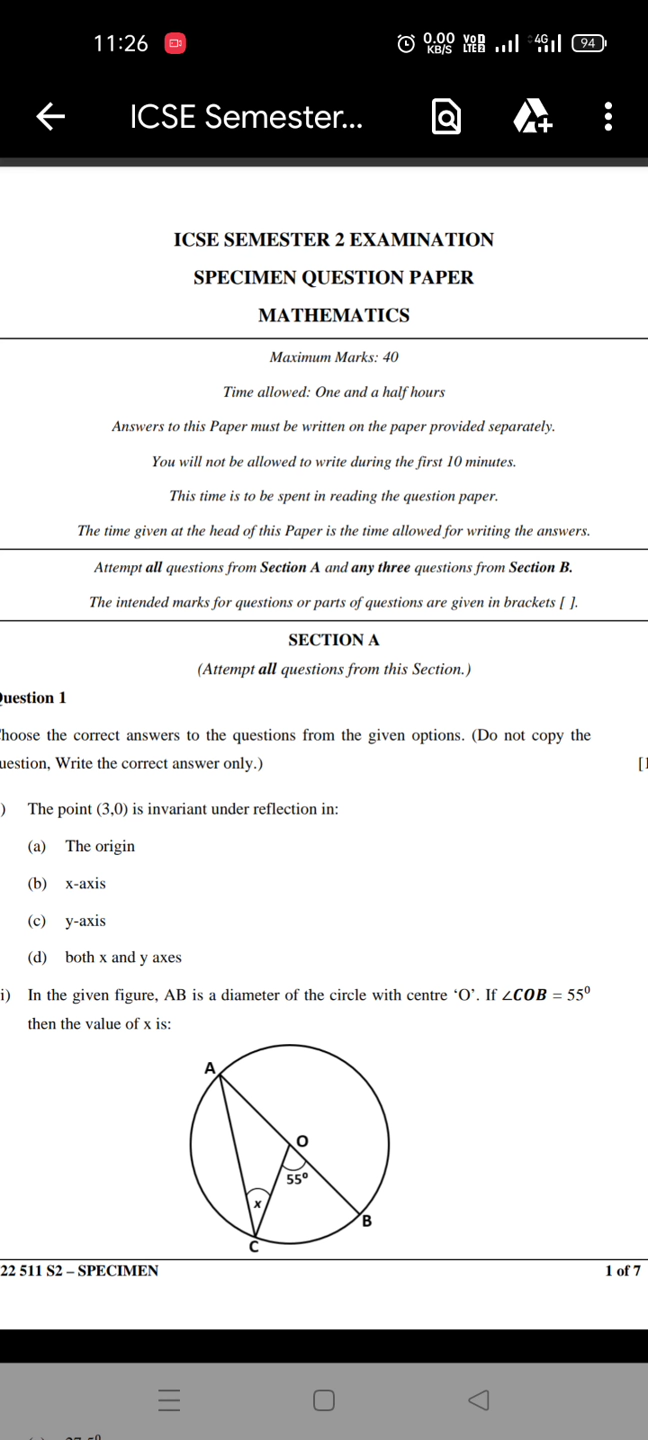 11:26
0.00 KB/S VoD LTE2 4G 94
ICSE Semester...
ICSE SEMESTER 2 EXAMINATION
SPECIMEN QUESTION PAPER
MATHEMATICS
Maximum Marks: 40
Time allowed: One and a half hours
Answers to this Paper must be written on the paper provided separately.
You will not be allowed to write during the first 10 minutes.
This time is to be spent in reading the question paper.
The time given at the head of this Paper is the time allowed for writing the answers.
Attempt all questions from Section A and any three questions from Section B.
The intended marks for questions or parts of questions are given in brackets [ ].
SECTION A
(Attempt all questions from this Section.)
uestion 1
hoose the correct answers to the questions from the given options. (Do not copy the
uestion, Write the correct answer only.) [1
) The point (3,0) is invariant under reflection in:
(a) The origin
(b) x-axis
(c) y-axis
(d) both x and y axes
i) In the given figure, AB is a diameter of the circle with centre ‘O’. If ∠COB = 55⁰
then the value of x is:
A
O
55⁰
x
B
C
22 511 S2 – SPECIMEN 1 of 7